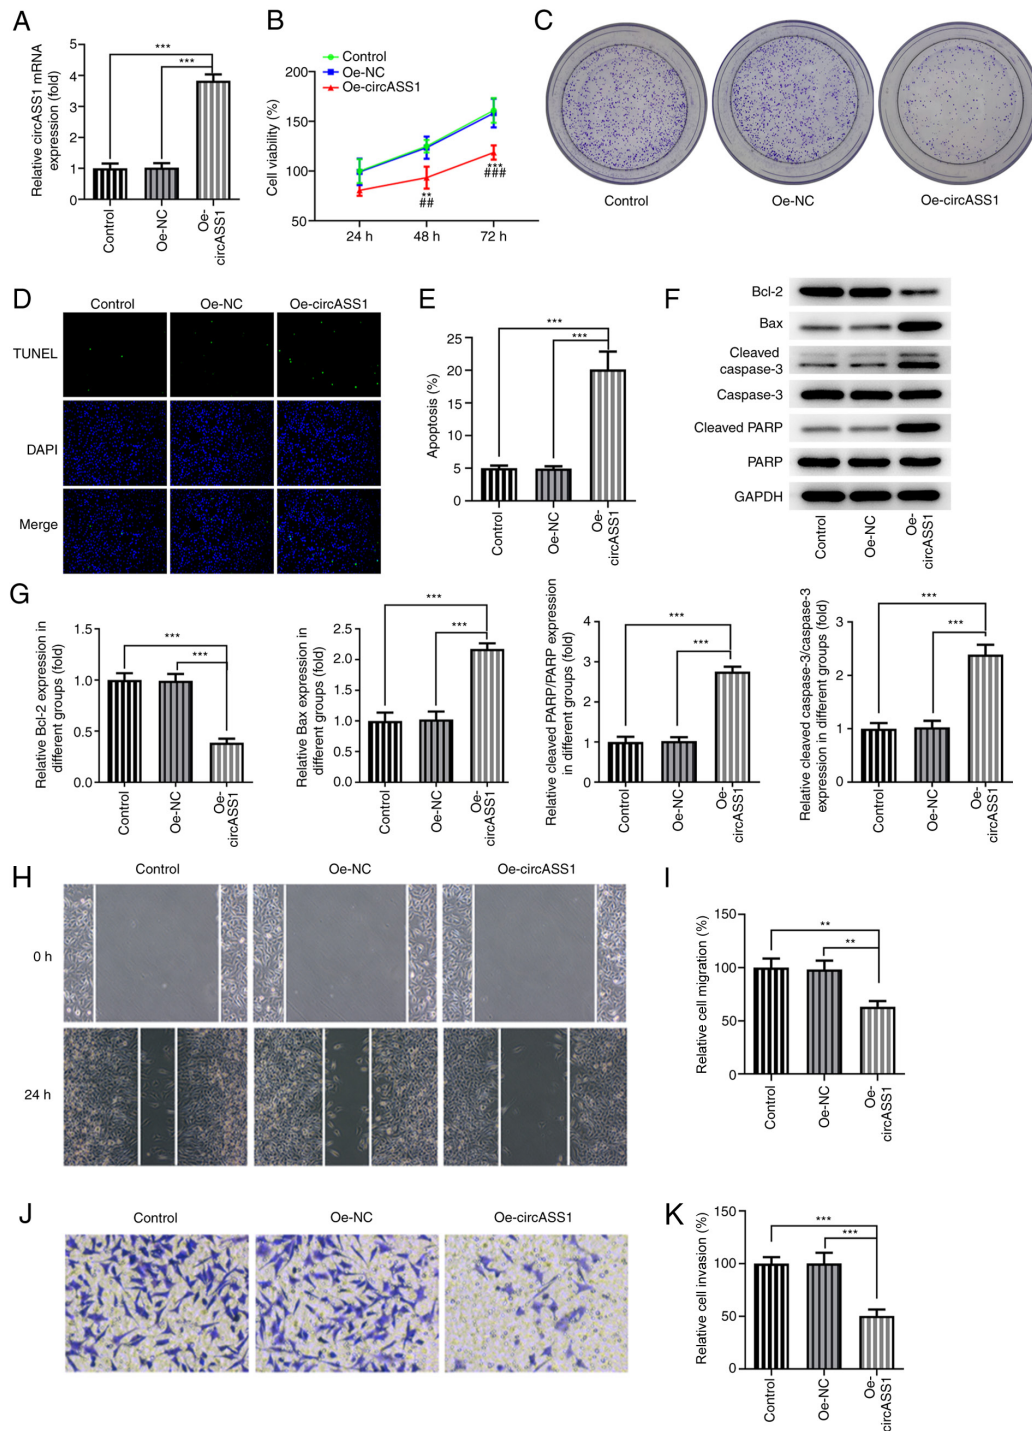 A
Relative circASS1 mRNA
expression (fold)
5
4
3
2
1
0
***
***
Control
Oe-NC
Oe-
circASS1
B
Control
Oe-NC
Oe-circASS1
Cell viability (%)
200
150
100
50
**
##
***
###
24 h
48 h
72 h
C
Control
Oe-NC
Oe-circASS1
D
Control
Oe-NC
Oe-circASS1
TUNEL
DAPI
Merge
E
Apoptosis (%)
25
20
15
10
5
0
***
***
Control
Oe-NC
Oe-
circASS1
F
Bcl-2
Bax
Cleaved
caspase-3
Caspase-3
Cleaved PARP
PARP
GAPDH
Control
Oe-NC
Oe-
circASS1
G
Relative Bcl-2 expression in
different groups (fold)
1.5
1.0
0.5
0.0
***
***
Control
Oe-NC
Oe-
circASS1
Relative Bax expression in
different groups (fold)
2.5
2.0
1.5
1.0
0.5
0.0
***
***
Control
Oe-NC
Oe-
circASS1
Relative cleaved PARP/PARP expression
in different groups (fold)
4
3
2
1
0
***
***
Control
Oe-NC
Oe-
circASS1
Relative cleaved caspase-3/caspase-3
expression in different groups (fold)
3
2
1
0
***
***
Control
Oe-NC
Oe-
circASS1
H
Control
Oe-NC
Oe-circASS1
0 h
24 h
I
Relative cell migration (%)
150
100
50
0
**
**
Control
Oe-NC
Oe-
circASS1
J
Control
Oe-NC
Oe-circASS1
K
Relative cell invasion (%)
150
100
50
0
***
***
Control
Oe-NC
Oe-
circASS1